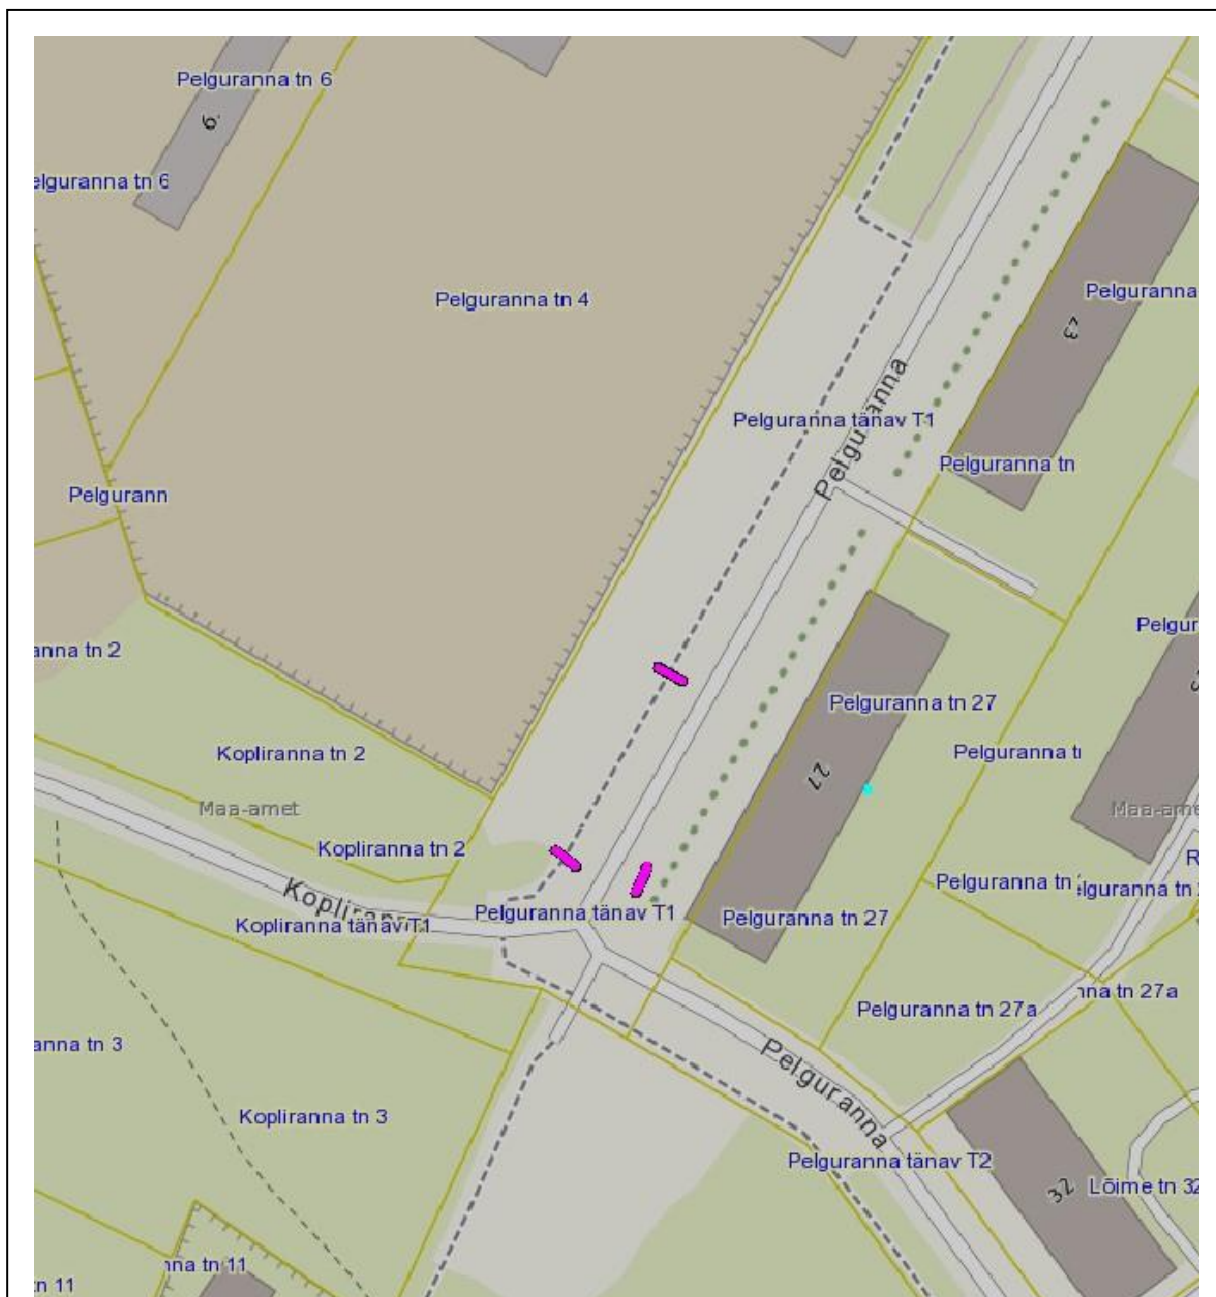 Pelguranna tn 6
6
elguranna tn 6
Pelguranna
Pelguranna tn 4
23
Pelguranna tänav T1
Pelguranna
Pelguranna tn
Pelgurann
Pelgur
anna tn 2
Pelguranna tn 27
Kopliranna tn 2
Pelguranna t
27
Maa-amet
Maa-ame
Kopliranna tn 2
R
Pelguranna tn
lguranna tn
Koplirann
Pelguranna tänav T1
Pelguranna tn 27
Kopliranna tänav T1
nna tn 27a
Pelguranna tn 27a
anna tn 3
Pelguranna
Kopliranna tn 3
Pelguranna tänav T2
32
Lõime tn 32
nna tn 11
n 11